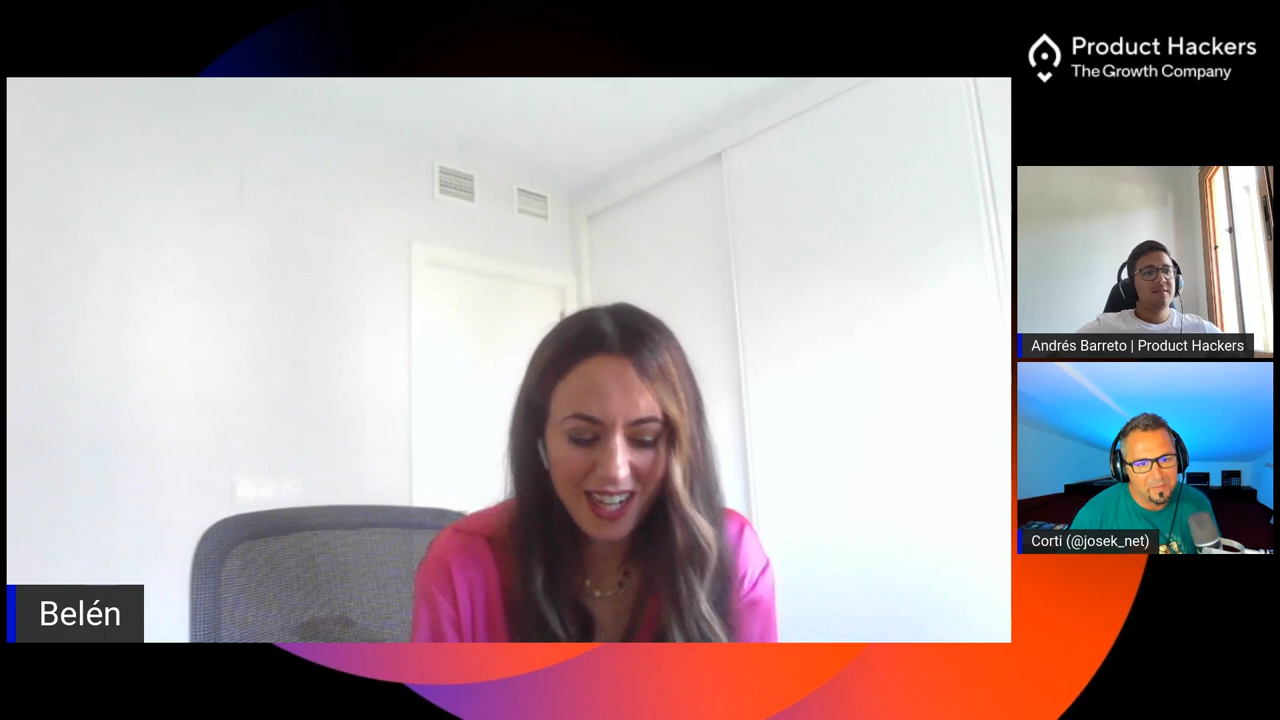 Product Hackers
The Growth Company
Andrés Barreto | Product Hackers
Corti (@josek_net)
Belén